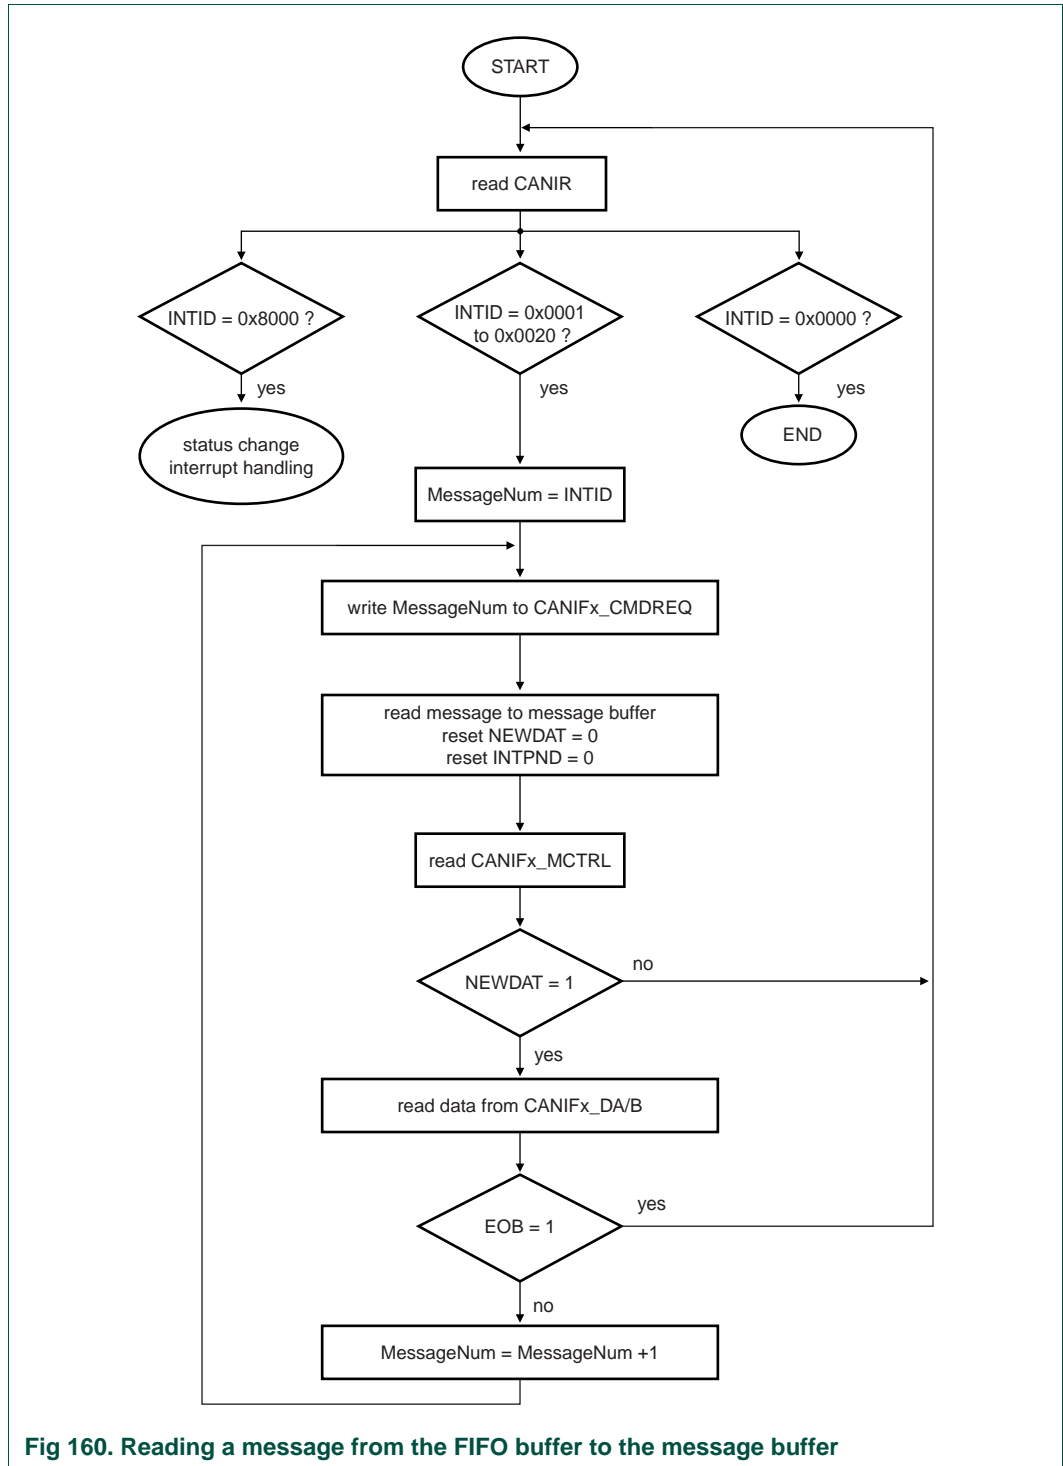 START
read CANIR
INTID = 0x8000 ?
INTID = 0x0001
to 0x0020 ?
INTID = 0x0000 ?
yes
yes
yes
status change
interrupt handling
END
MessageNum = INTID
write MessageNum to CANIFx_CMDREQ
read message to message buffer
reset NEWDAT = 0
reset INTPND = 0
read CANIFx_MCTRL
NEWDAT = 1
no
yes
read data from CANIFx_DA/B
EOB = 1
yes
no
MessageNum = MessageNum +1
Fig 160. Reading a message from the FIFO buffer to the message buffer